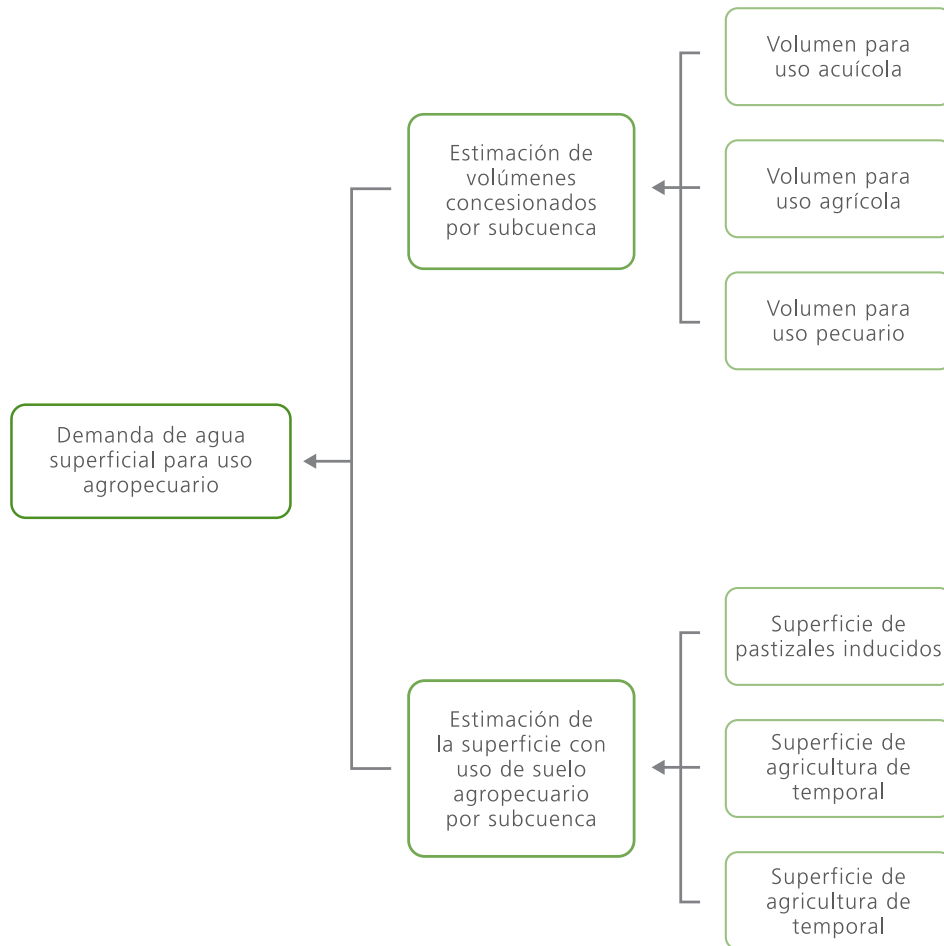 Volumen para
uso acuícola
Estimación de
volúmenes
concesionados
por subcuenca
Volumen para
uso agrícola
Volumen para
uso pecuario
Demanda de agua
superficial para uso
agropecuario
Superficie de
pastizales inducidos
Estimación de
la superficie con
uso de suelo
agropecuario
por subcuenca
Superficie de
agricultura de
temporal
Superficie de
agricultura de
temporal